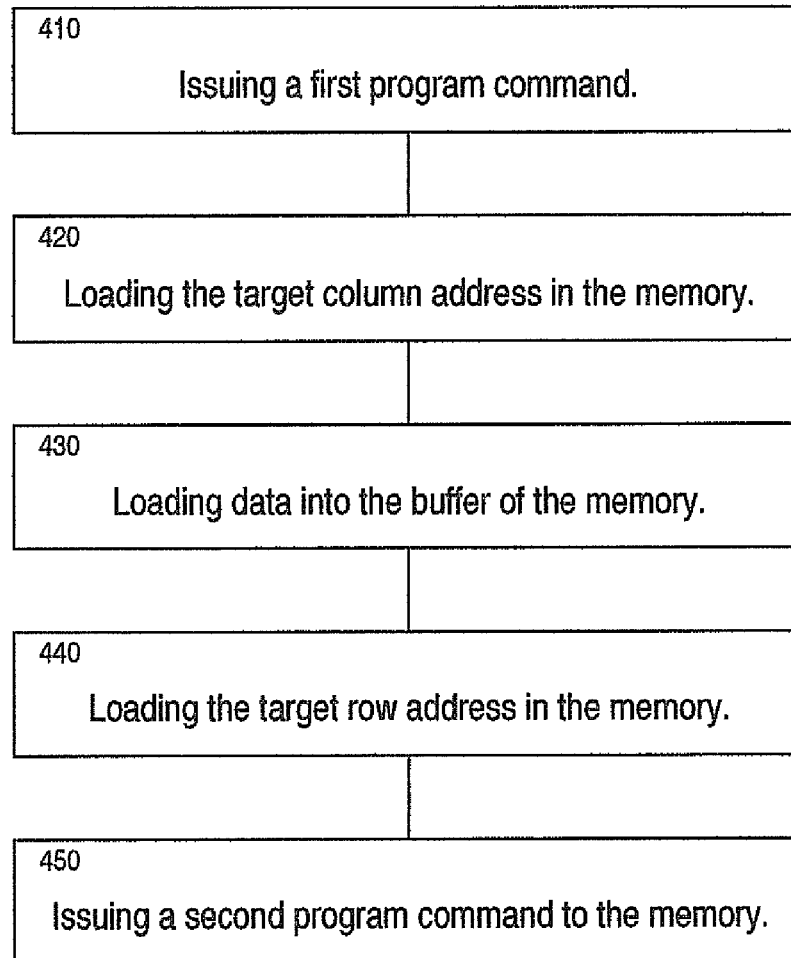 410
Issuing a first program command.
420
Loading the target column address in the memory.
430
Loading data into the buffer of the memory.
440
Loading the target row address in the memory.
450
Issuing a second program command to the memory.